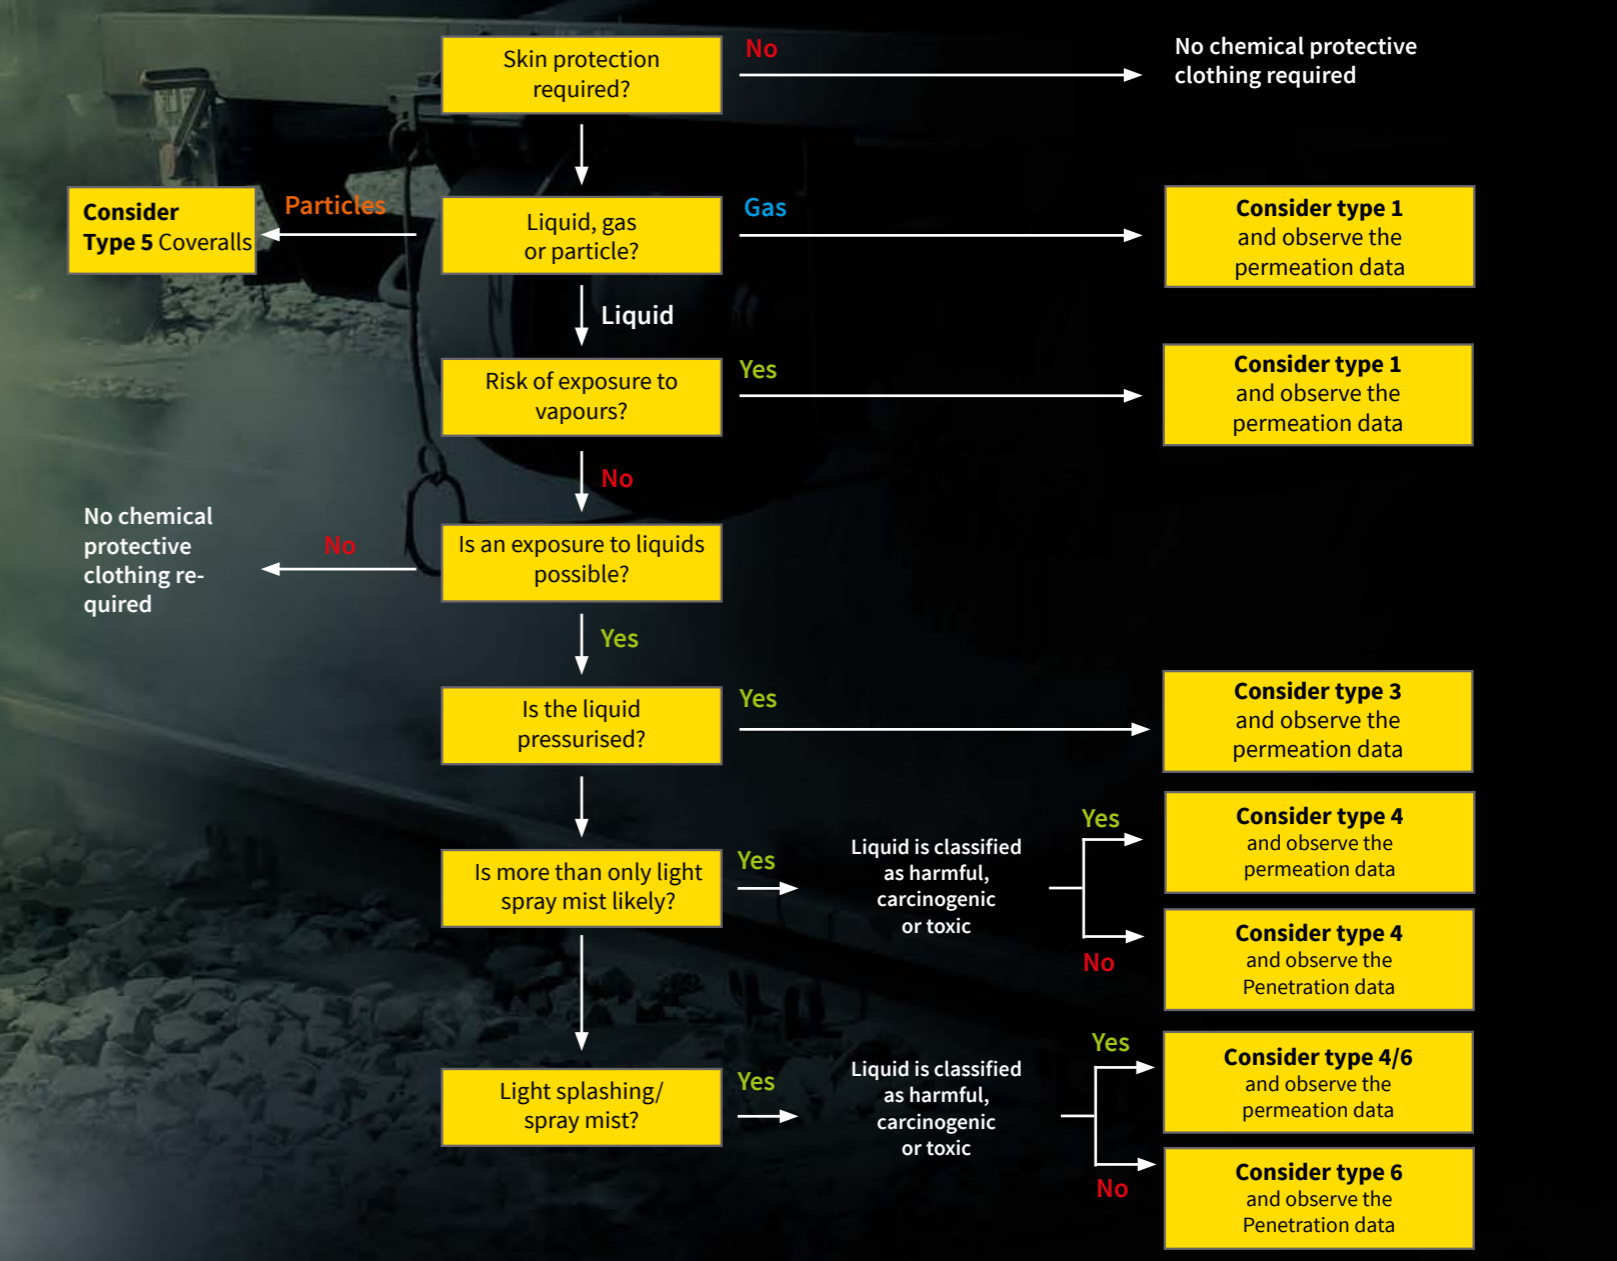 Skin protection
required?
No
No chemical protective
clothing required
Consider
Type 5 Coveralls
Particles
Liquid, gas
or particle?
Gas
Consider type 1
and observe the
permeation data
Liquid
Risk of exposure to
vapours?
Yes
Consider type 1
and observe the
permeation data
No
No chemical
protective
clothing re-
quired
No
Is an exposure to liquids
possible?
Yes
Is the liquid
pressurised?
Yes
Consider type 3
and observe the
permeation data
Is more than only light
spray mist likely?
Yes
Liquid is classified
as harmful,
carcinogenic
or toxic
Yes
Consider type 4
and observe the
permeation data
No
Consider type 4
and observe the
Penetration data
Light splashing/
spray mist?
Yes
Liquid is classified
as harmful,
carcinogenic
or toxic
Yes
Consider type 4/6
and observe the
permeation data
No
Consider type 6
and observe the
Penetration data